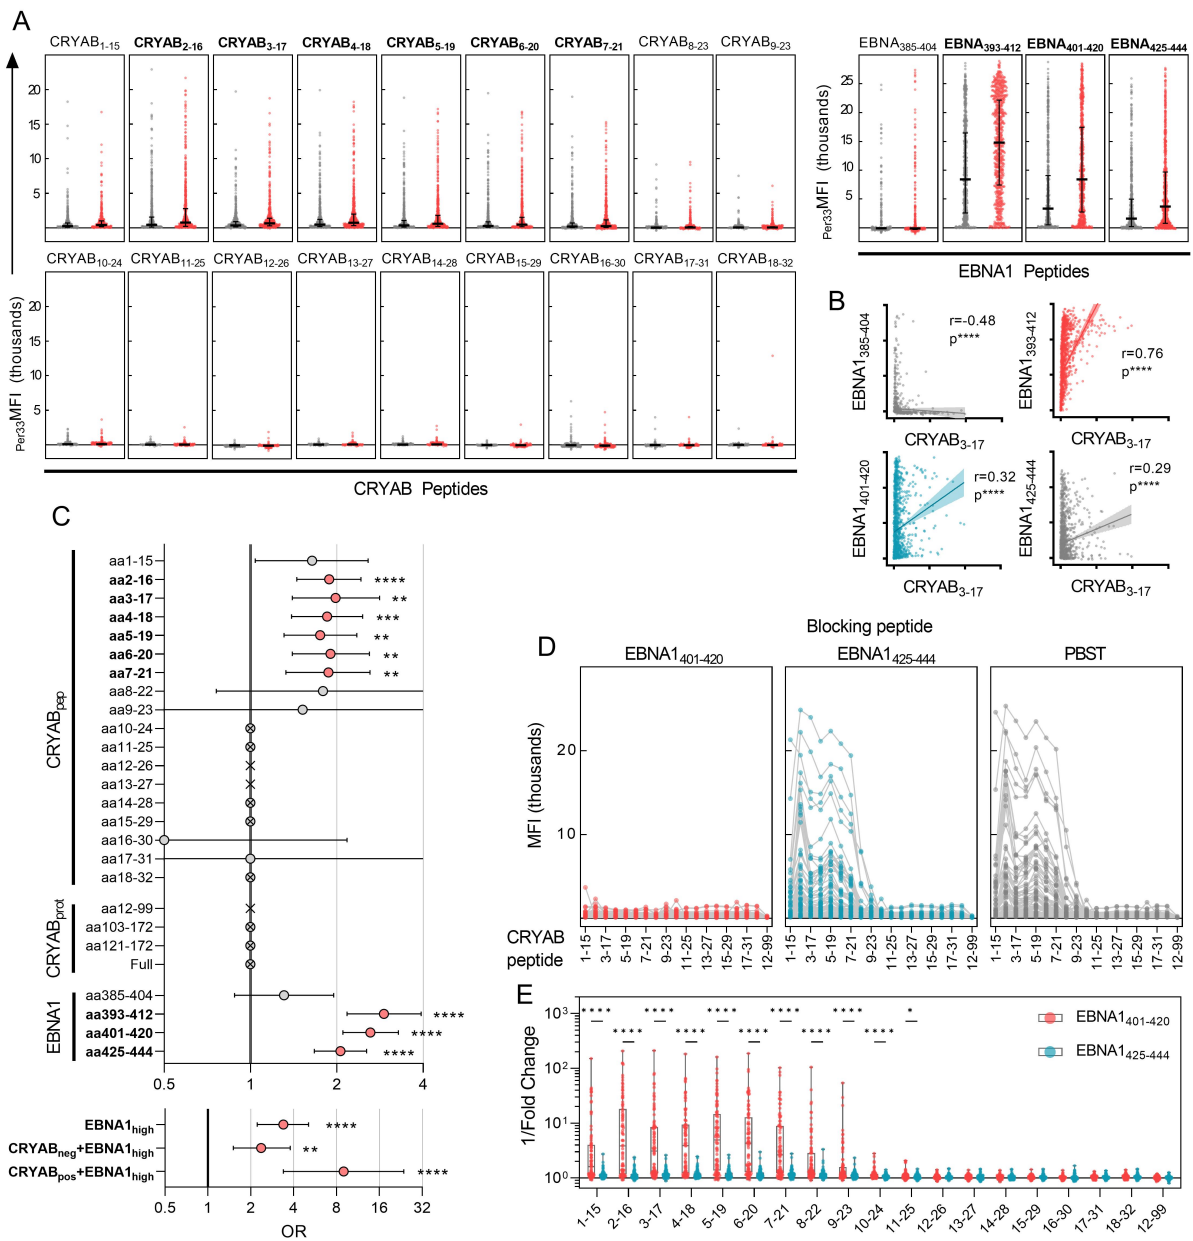 A
CRYAB1-15 CRYAB2-16 CRYAB3-17 CRYAB4-18 CRYAB5-19 CRYAB6-20 CRYAB7-21 CRYAB8-23 CRYAB9-23
20
15
10
5
CRYAB10-24 CRYAB11-25 CRYAB12-26 CRYAB13-27 CRYAB14-28 CRYAB15-29 CRYAB16-30 CRYAB17-31 CRYAB18-32
20
15
10
5
Per33MFI (thousands)
CRYAB Peptides
EBNA385-404 EBNA393-412 EBNA401-420 EBNA425-444
25
20
15
10
5
Per33MFI (thousands)
EBNA1 Peptides
B
EBNA1385-404
r=-0.48
p****
CRYAB3-17
EBNA1393-412
r=0.76
p****
CRYAB3-17
EBNA1401-420
r=0.32
p****
CRYAB3-17
EBNA1425-444
r=0.29
p****
CRYAB3-17
C
CRYABpep
aa1-15
aa2-16 ****
aa3-17 **
aa4-18 ***
aa5-19 **
aa6-20 **
aa7-21 **
aa8-22
aa9-23
aa10-24
aa11-25
aa12-26
aa13-27
aa14-28
aa15-29
aa16-30
aa17-31
aa18-32
CRYABprot
aa12-99
aa103-172
aa121-172
Full
EBNA1
aa385-404
aa393-412 ****
aa401-420 ****
aa425-444 ****
0.5 1 2 8 4
EBNA1high ****
CRYABneg+EBNA1high **
CRYABpos+EBNA1high ****
0.5 1 2 4 8 16 32
OR
D
Blocking peptide
EBNA1401-420 EBNA1425-444 PBST
MFI (thousands)
20
10
CRYAB peptide
1-15 3-17 5-19 7-21 9-23 11-25 13-27 15-29 17-31 12-99
1-15 3-17 5-19 7-21 9-23 11-25 13-27 15-29 17-31 12-99
1-15 3-17 5-19 7-21 9-23 11-25 13-27 15-29 17-31 12-99
E
1/Fold Change
103
102
101
100
**** **** **** **** **** *
**** **** **** **** ****
EBNA1401-420
EBNA1425-444
1-15 2-16 3-17 4-18 5-19 6-20 7-21 8-22 9-23 10-24 11-25 12-26 13-27 14-28 15-29 16-30 17-31 18-32 12-99